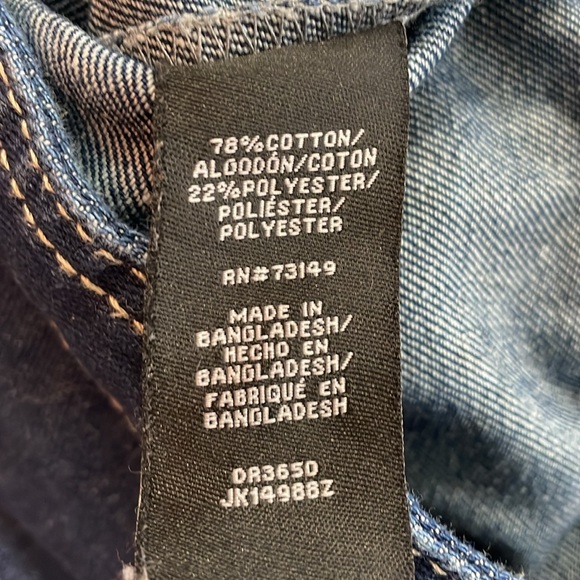 78%COTTON/
ALGODÓN/COTON
22%POLYESTER/
POLIÉSTER/
POLYESTER
RN#73149
MADE IN
BANGLADESH/
HECHO EN
BANGLADESH/
FABRIQUÉ EN
BANGLADESH
DR3650
JK14988Z